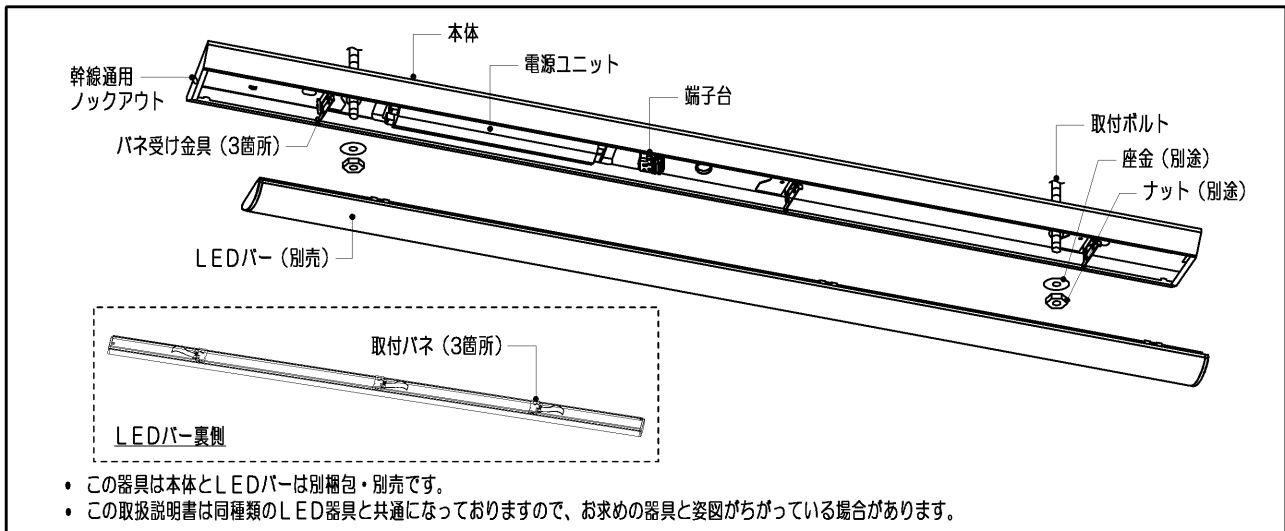 本体
電源ユニット
幹線通用
ノックアウト
端子台
取付ボルト
バネ受け金具（3箇所）
座金（別途）
ナット（別途）
LEDバー（別売）
取付バネ（3箇所）
LEDバー裏側
• この器具は本体とLEDバーは別梱包・別売です。
• この取扱説明書は同種類のLED器具と共通になっておりますので、お求めの器具と姿図がちがっている場合があります。